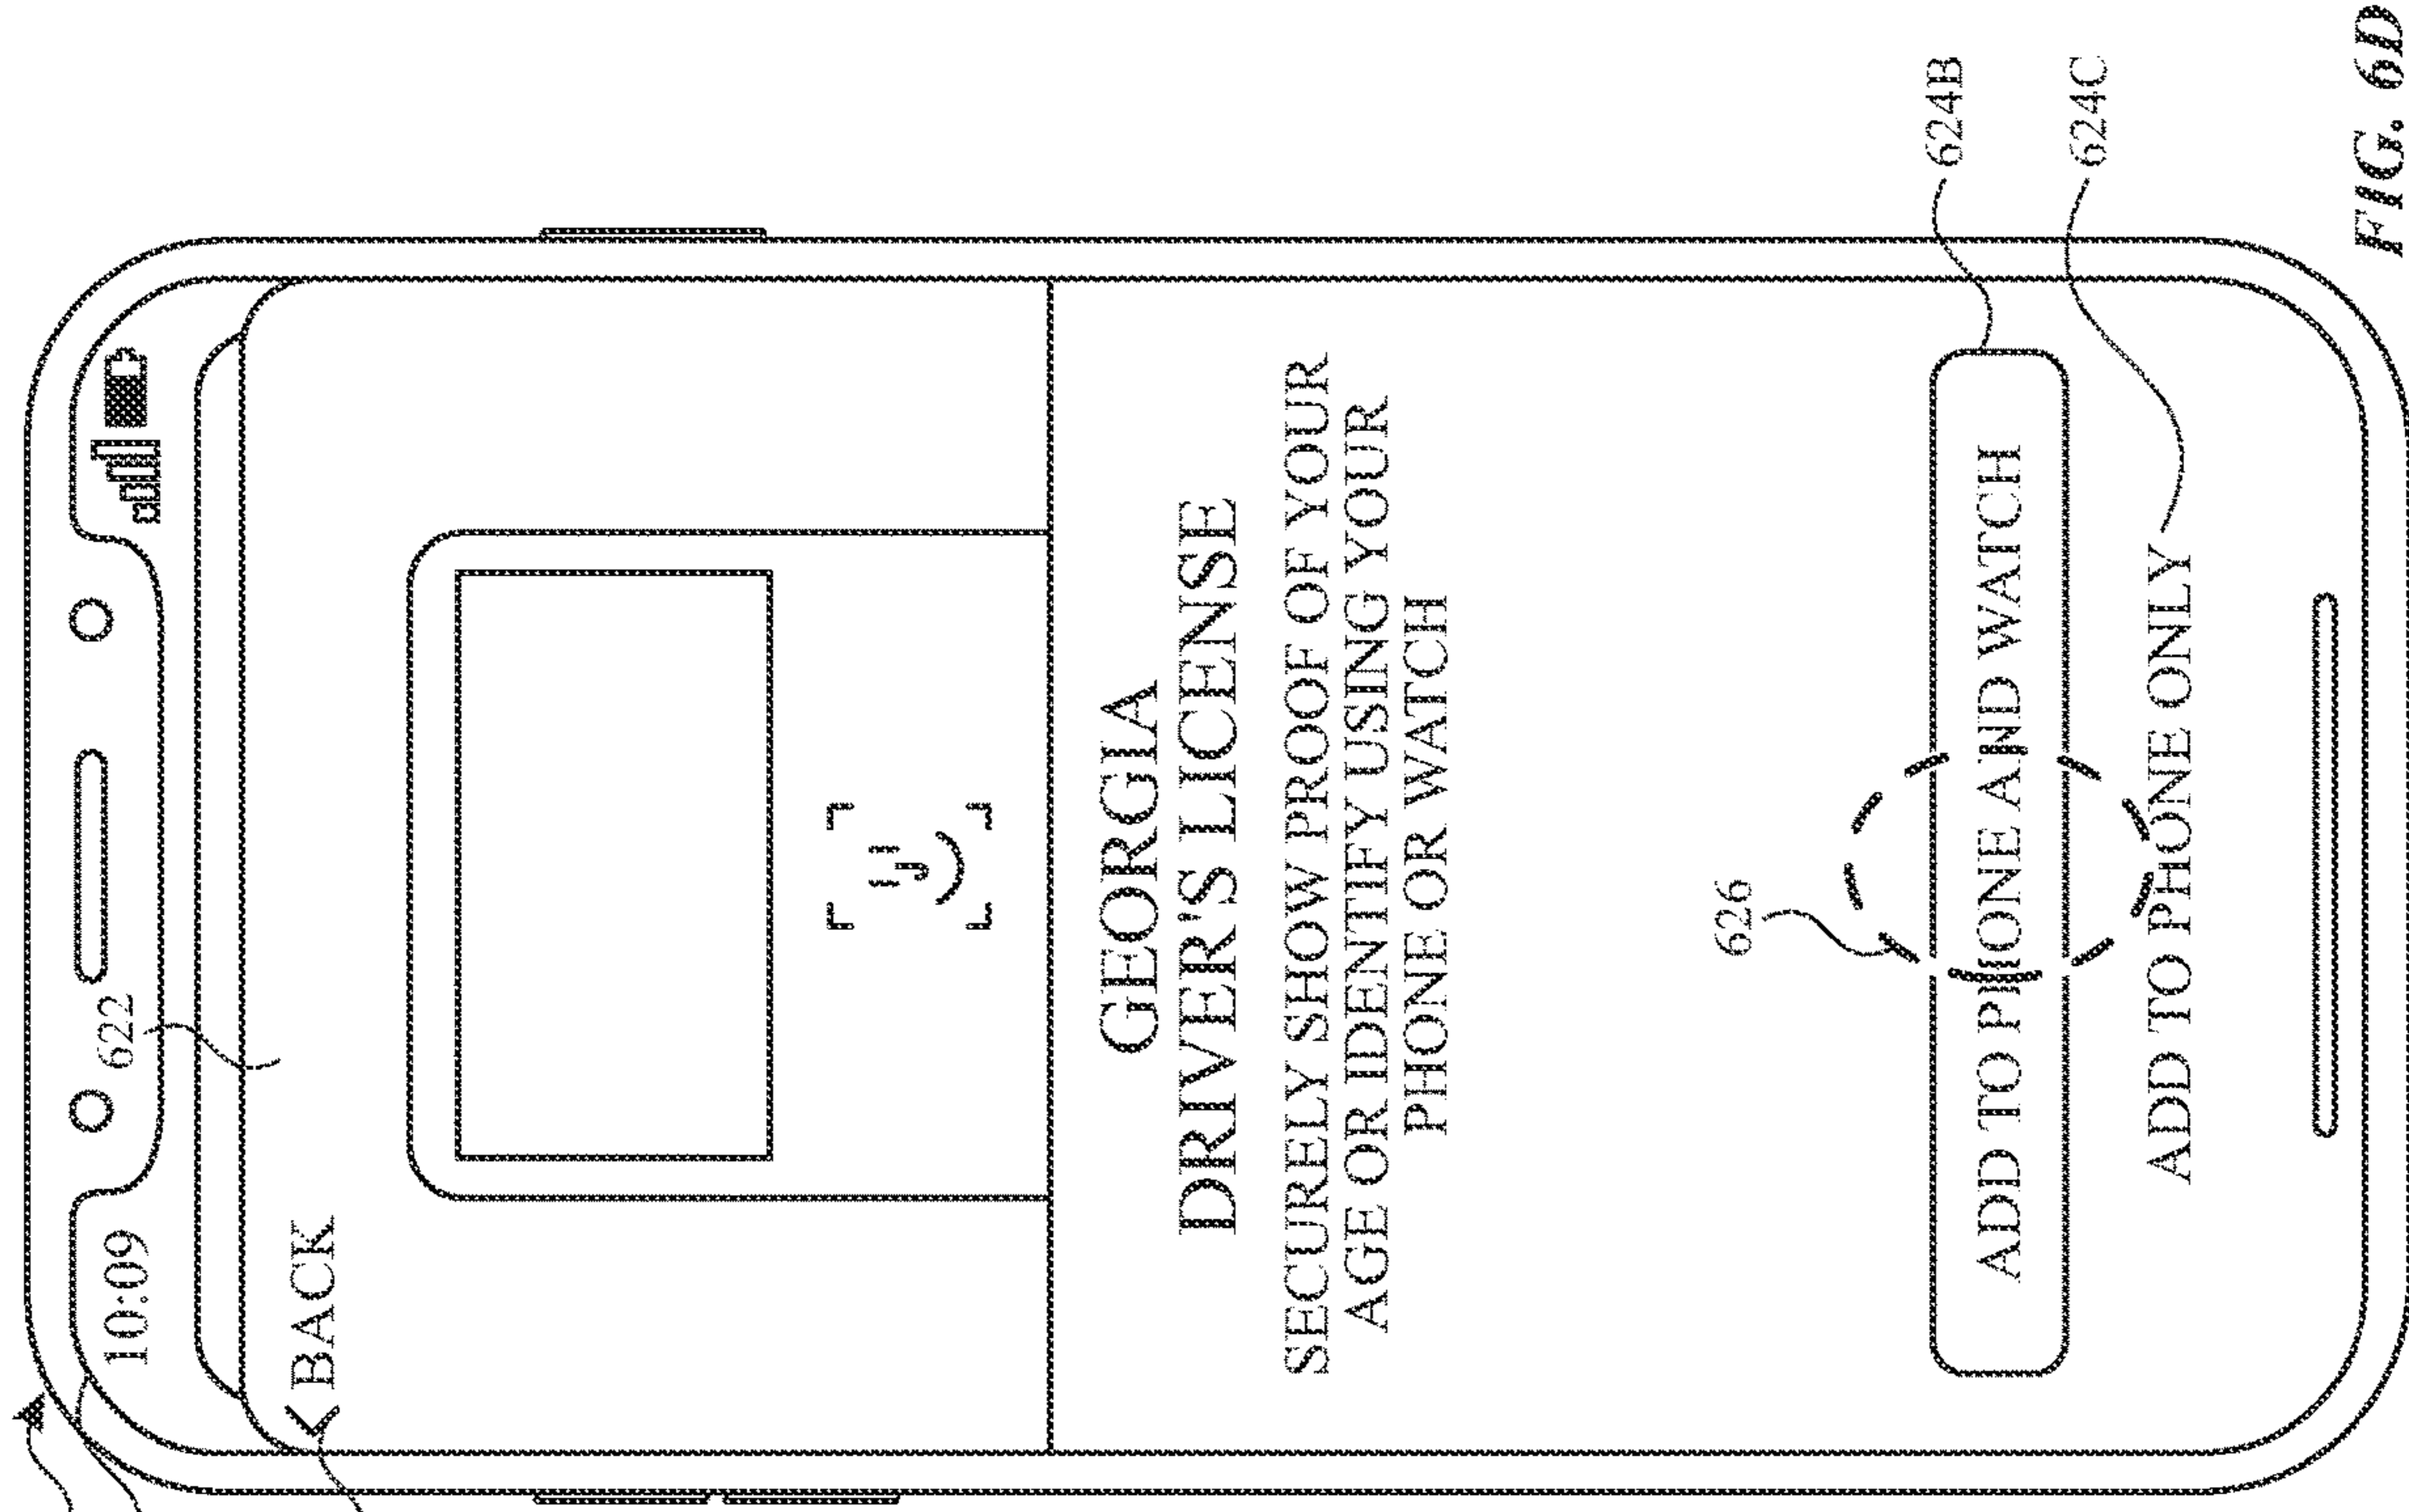 622
10:09
< BACK
GEORGIA
DRIVER'S LICENSE
SECURELY SHOW PROOF OF YOUR
AGE OR IDENTIFY USING YOUR
PHONE OR WATCH
626
ADD TO PHONE AND WATCH
624B
ADD TO PHONE ONLY
624C
FIG. 6D